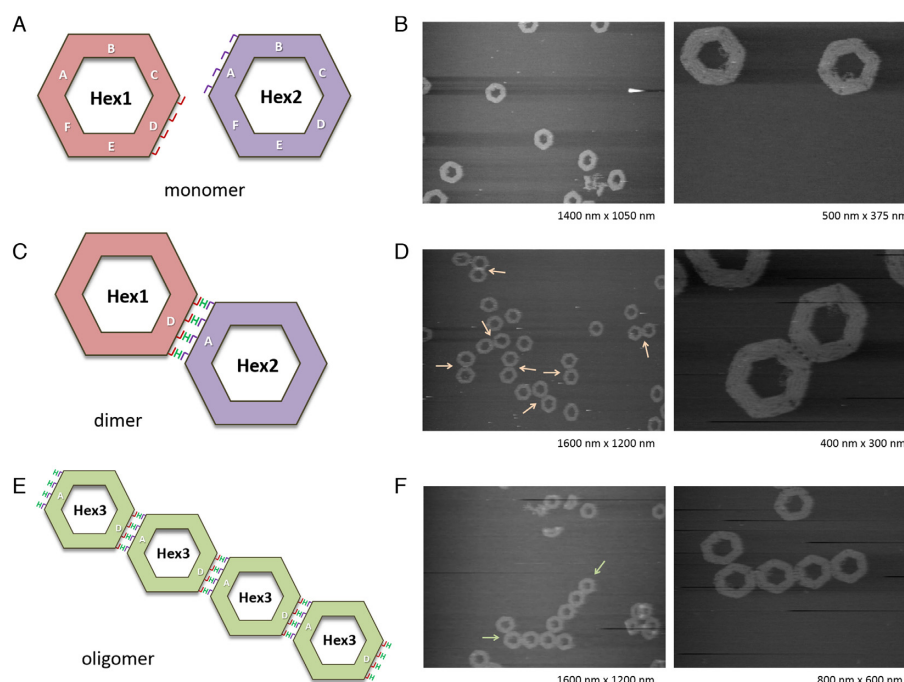 A
B
B
B
A
C
A
C
Hex1
Hex2
F
D
F
D
E
E
monomer
1400 nm x 1050 nm
500 nm x 375 nm
C
D
Hex1
D
A
Hex2
dimer
1600 nm x 1200 nm
400 nm x 300 nm
E
F
A
Hex3
D
A
Hex3
D
A
Hex3
D
A
Hex3
D
oligomer
1600 nm x 1200 nm
800 nm x 600 nm